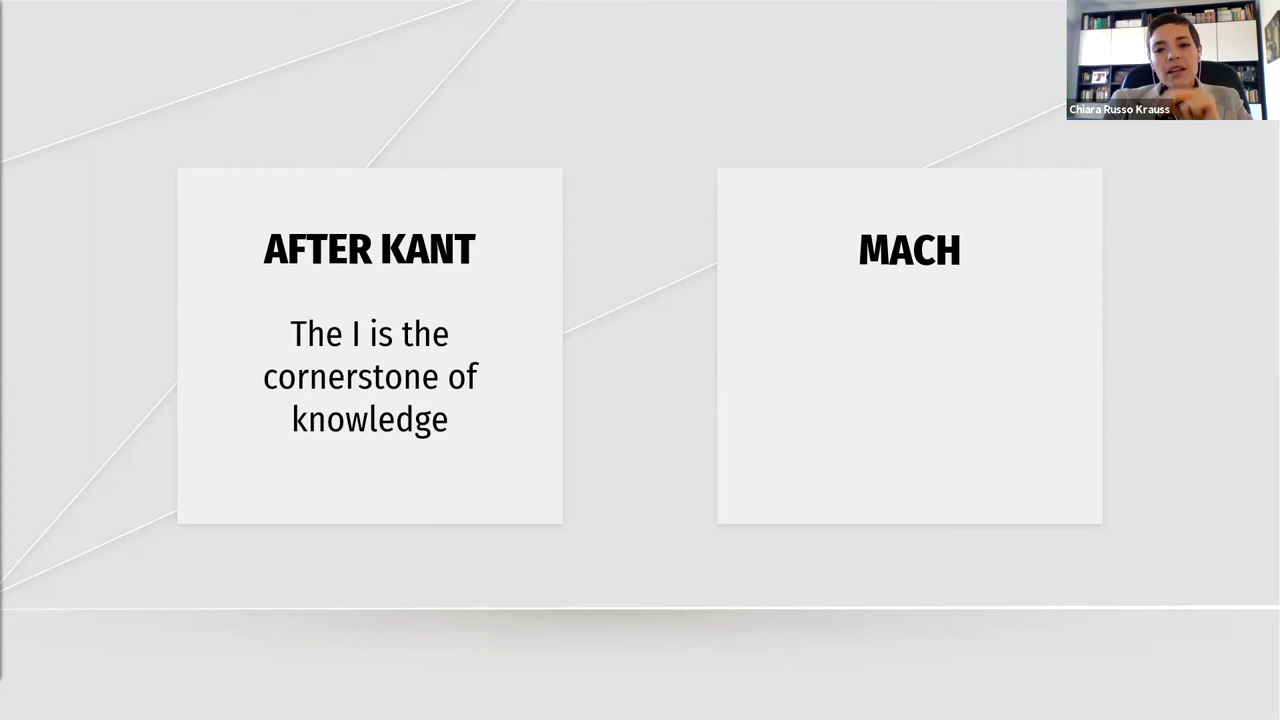 Chiara Russo Krauss
AFTER KANT
The I is the
cornerstone of
knowledge
MACH